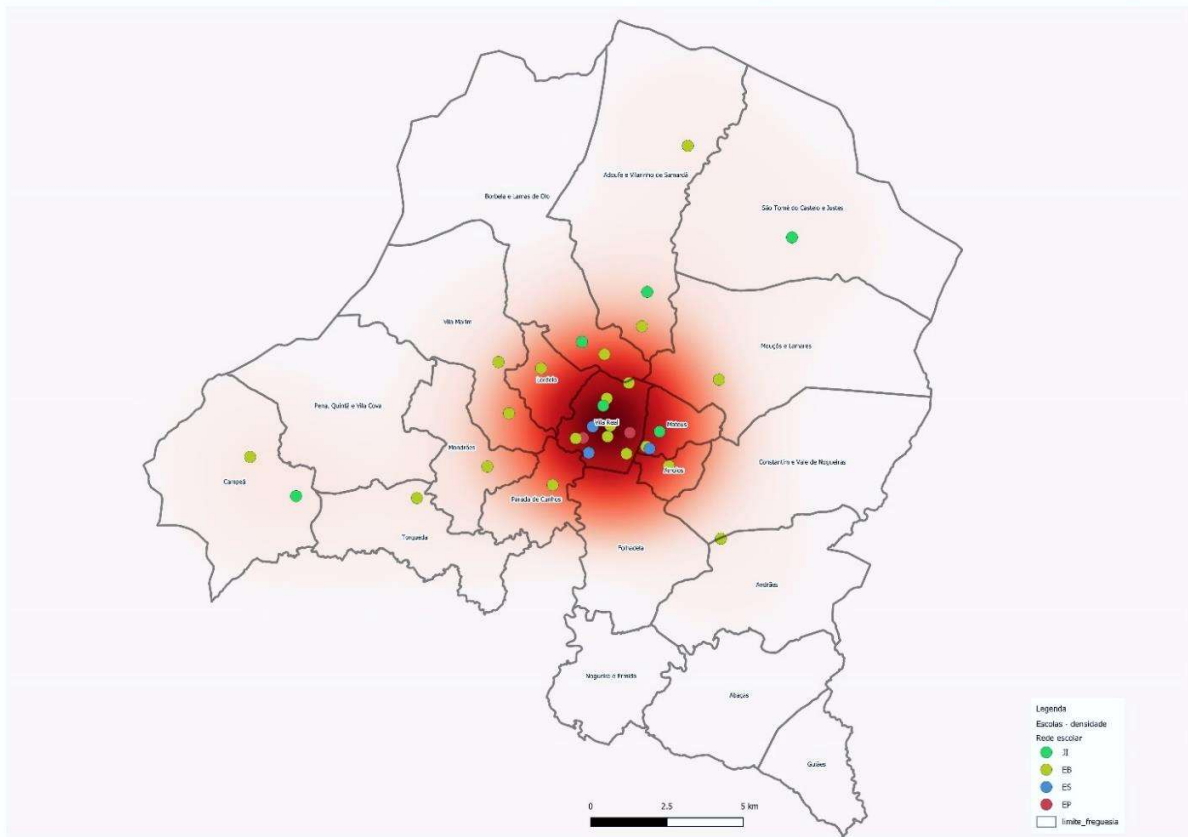 Adoufe e Vilarinho de Samardã
Borbela e Lamas de Olo
São Tomé do Castelo e Justes
Vila Marim
Mouçós e Lamares
Lordelo
Pena, Quintã e Vila Cova
Vila Real
Mateus
Mondrões
Constantim e Vale de Nogueiras
Campeã
Arroios
Parada de Cunhos
Torgueda
Folhadela
Andrães
Nogueira e Ermida
Abaças
Guiães
Legenda
Escolas - densidade
Rede escolar
JI
EB
ES
EP
limite_freguesia
0 2.5 5 km